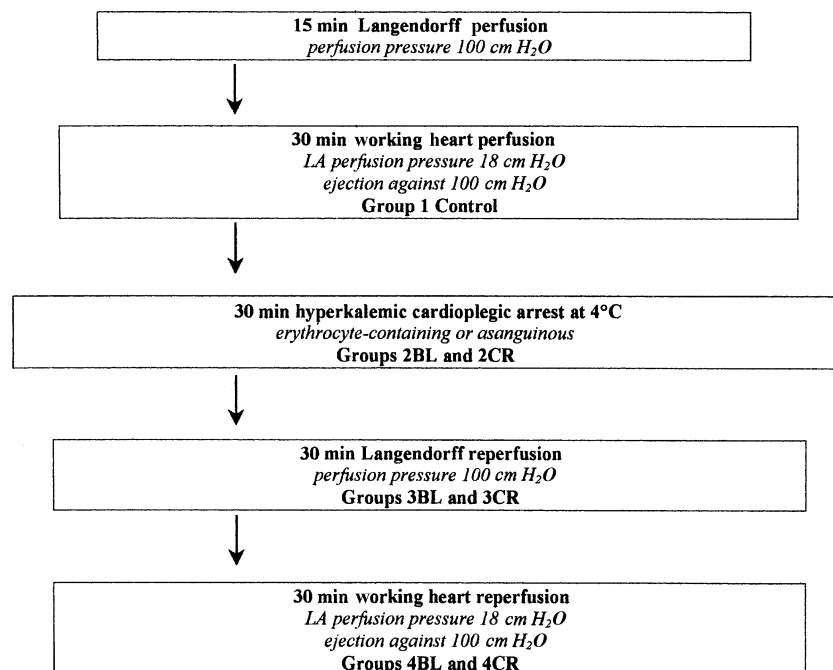 15 min Langendorff perfusion
perfusion pressure 100 cm H₂O
30 min working heart perfusion
LA perfusion pressure 18 cm H₂O
ejection against 100 cm H₂O
Group 1 Control
30 min hyperkalemic cardioplegic arrest at 4°C
erythrocyte-containing or asanguinous
Groups 2BL and 2CR
30 min Langendorff reperfusion
perfusion pressure 100 cm H₂O
Groups 3BL and 3CR
30 min working heart reperfusion
LA perfusion pressure 18 cm H₂O
ejection against 100 cm H₂O
Groups 4BL and 4CR